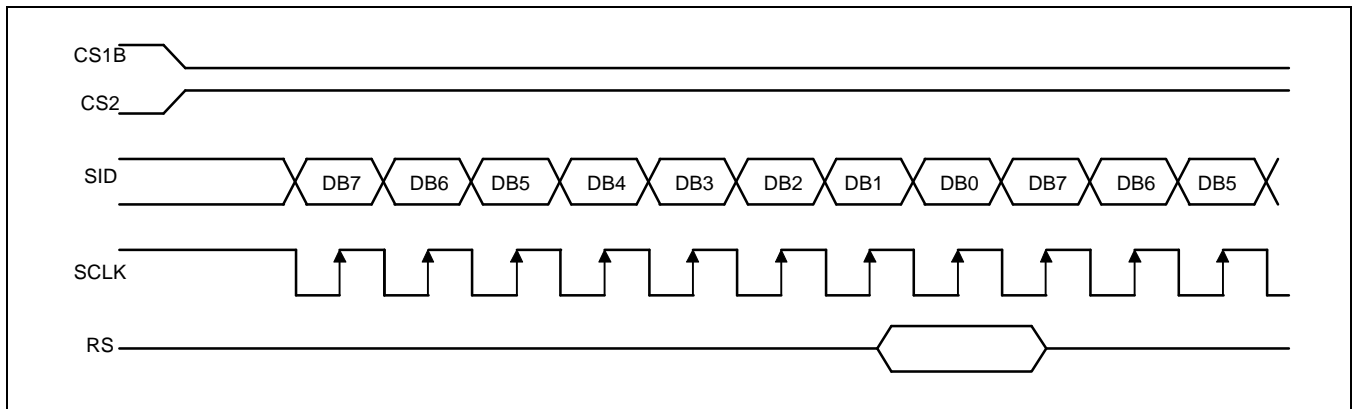 CS1B
CS2
SID DB7 DB6 DB5 DB4 DB3 DB2 DB1 DB0 DB7 DB6 DB5
SCLK
RS